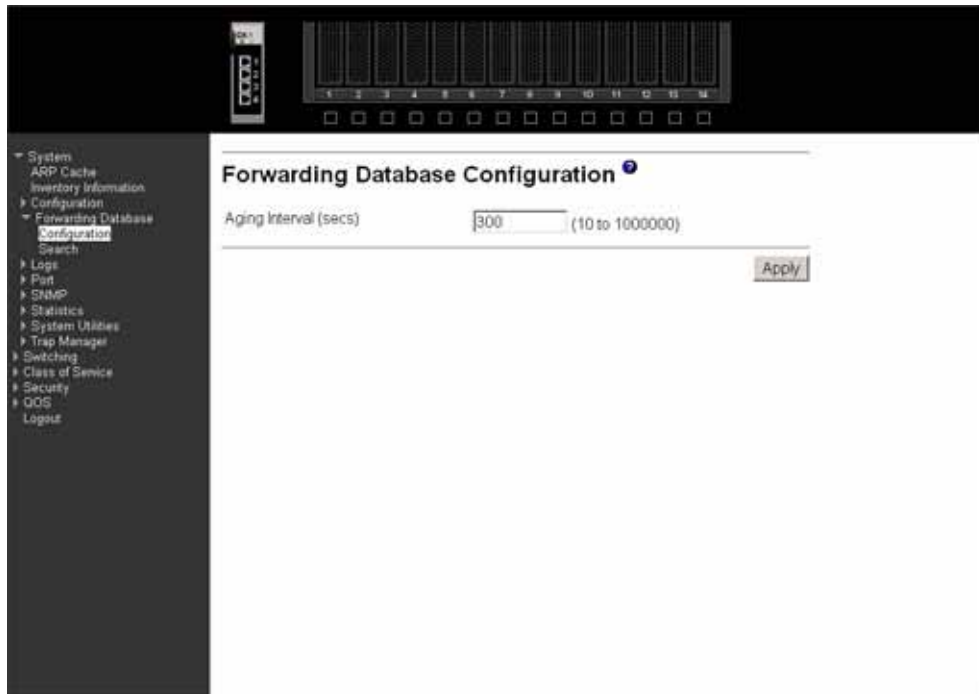 1 2 3 4 5 6 7 8 9 10 11 12 13 14
System
ARP Cache
Inventory Information
Configuration
Forwarding Database
Configuration
Search
Logs
Port
SNMP
Statistics
System Utilities
Trap Manager
Switching
Class of Service
Security
QOS
Logout
Forwarding Database Configuration ?
Aging Interval (secs) 300 (10 to 1000000)
Apply